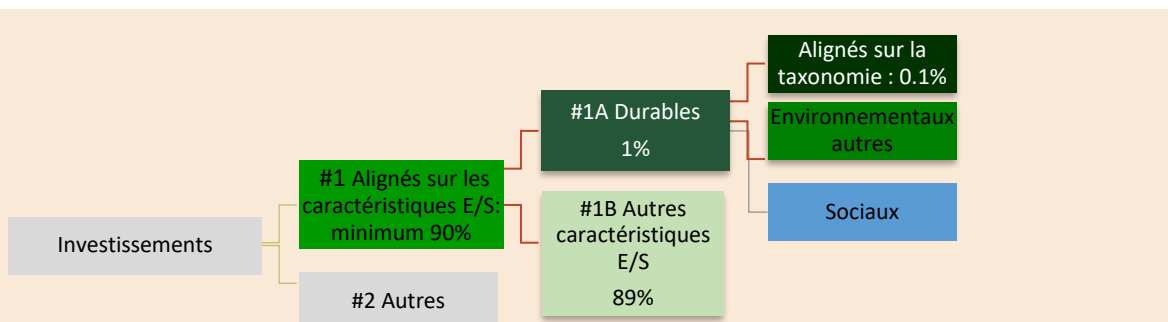 Investissements
#1 Alignés sur les
caractéristiques E/S:
minimum 90%
#2 Autres
#1A Durables
1%
#1B Autres
caractéristiques
E/S
89%
Alignés sur la
taxonomie : 0.1%
Environnementaux
autres
Sociaux